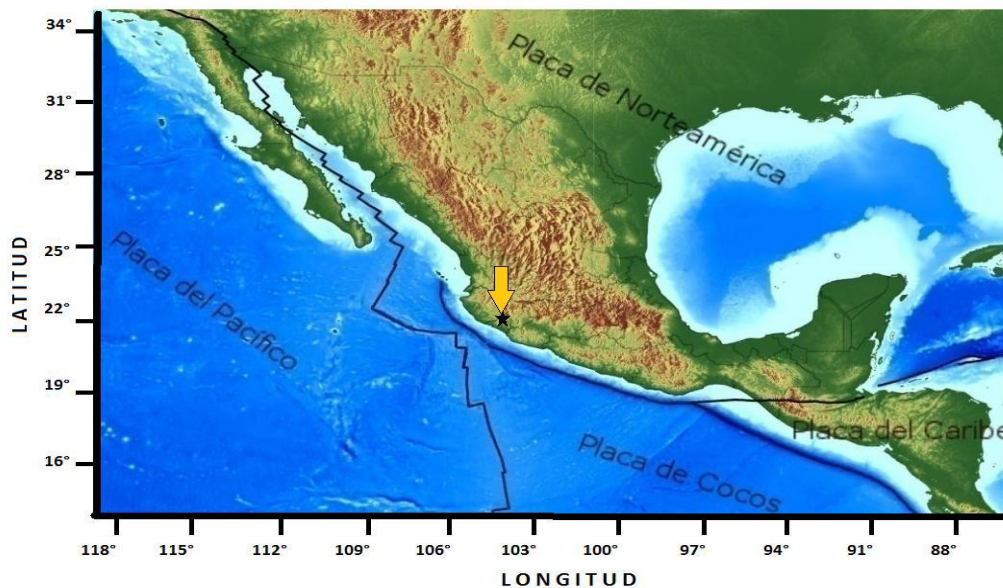 34°
31°
28°
25°
22°
19°
16°
LATITUD
Placa de Norteamérica
Placa del Pacífico
Placa del Caribe
Placa de Cocos
118° 115° 112° 109° 106° 103° 100° 97° 94° 91° 88°
LONGITUD